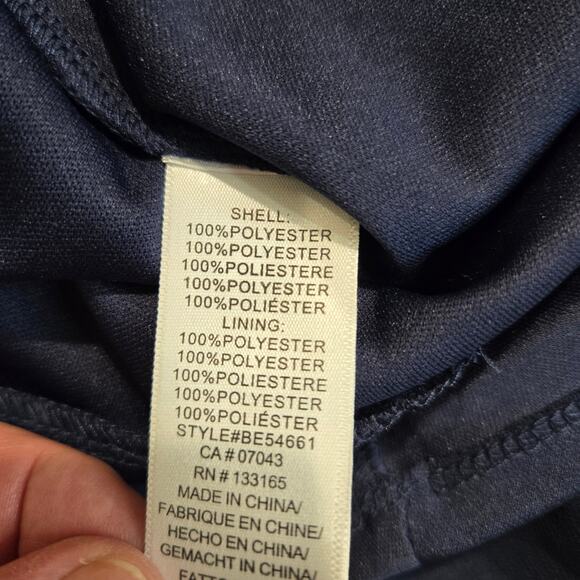 SHELL:
100%POLYESTER
100%POLYESTER
100%POLIESTERE
100%POLYESTER
100%POLIÉSTER
LINING:
100%POLYESTER
100%POLYESTER
100%POLIESTERE
100%POLYESTER
100%POLIÉSTER
STYLE#BE54661
CA # 07043
RN # 133165
MADE IN CHINA/
FABRIQUE EN CHINE/
HECHO EN CHINA/
GEMACHT IN CHINA/